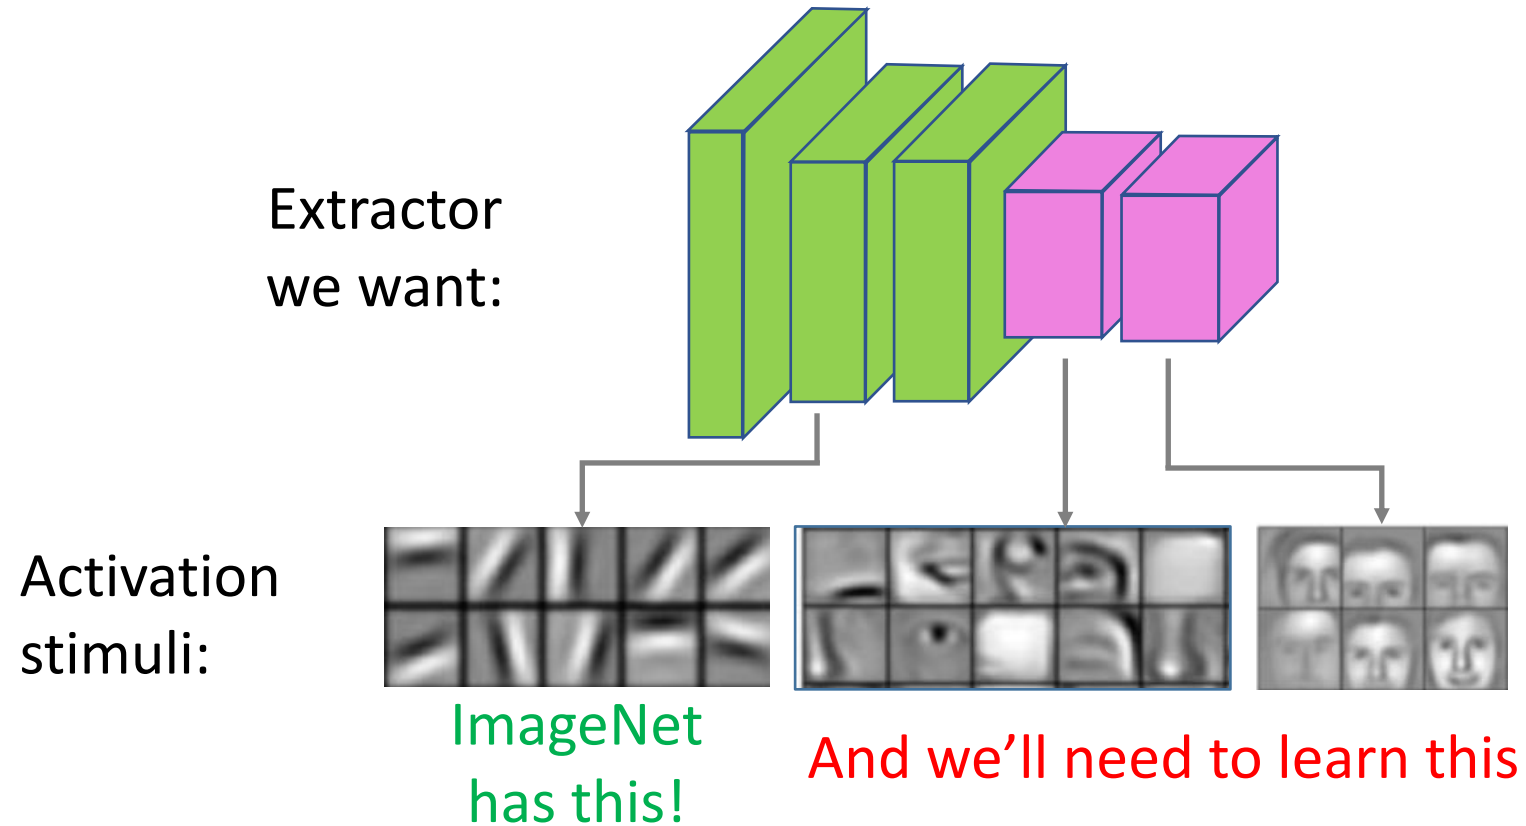 Extractor
we want:
Activation
stimuli:
ImageNet
has this!
And we’ll need to learn this